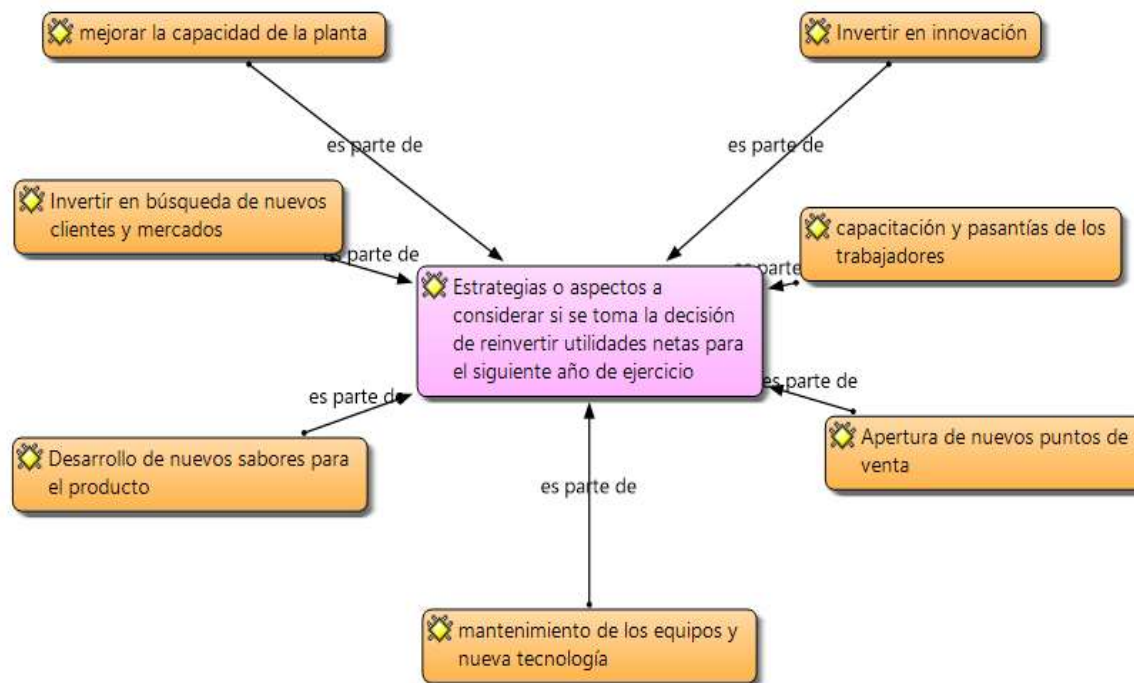 mejorar la capacidad de la planta
Invertir en innovación
es parte de
es parte de
Invertir en búsqueda de nuevos
clientes y mercados
capacitación y pasantías de los
trabajadores
es parte de
es parte
Estrategias o aspectos a
considerar si se toma la decisión
de reinvertir utilidades netas para
el siguiente año de ejercicio
es parte de
es parte de
Desarrollo de nuevos sabores para
el producto
Apertura de nuevos puntos de
venta
es parte de
mantenimiento de los equipos y
nueva tecnología